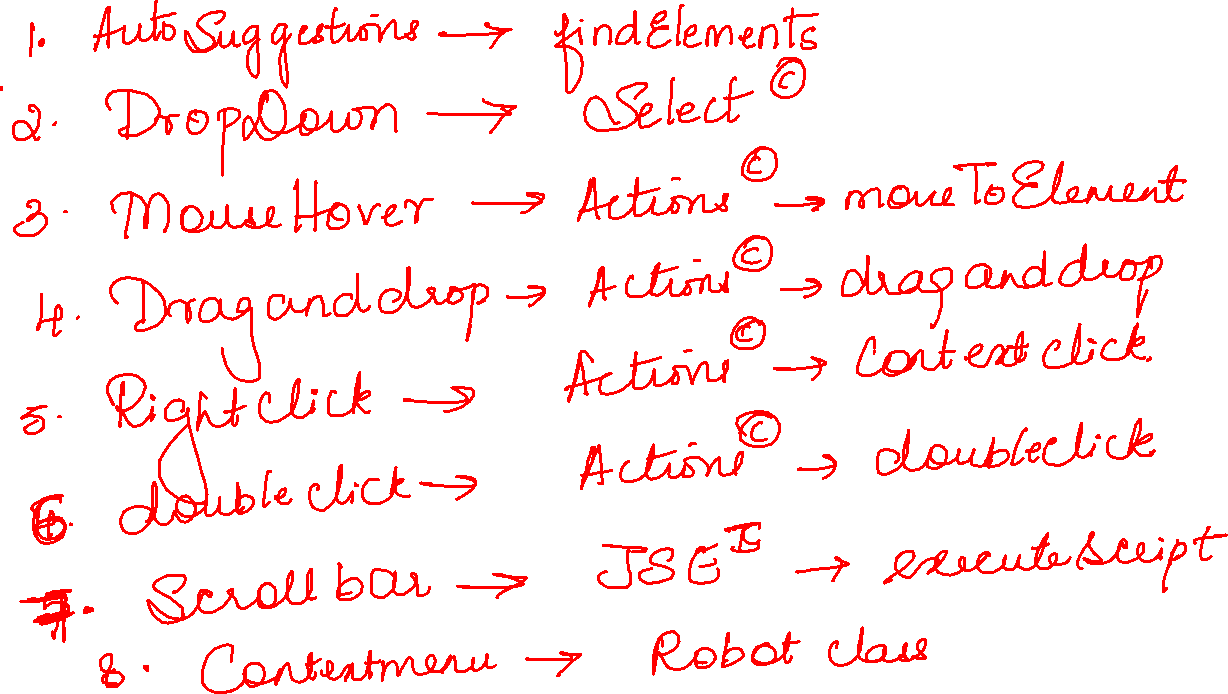 1. AutoSuggestions → findElements
2. DropDown → Select ©
3. MouseHover → Actions © → moveToElement
4. Draganddrop → Actions © → draganddrop
5. Rightclick → Actions © → Contextclick
6. doubleclick → Actions © → doubleclick
7. Scrollbar → JSE → executescript
8. Contextmenu → Robot class